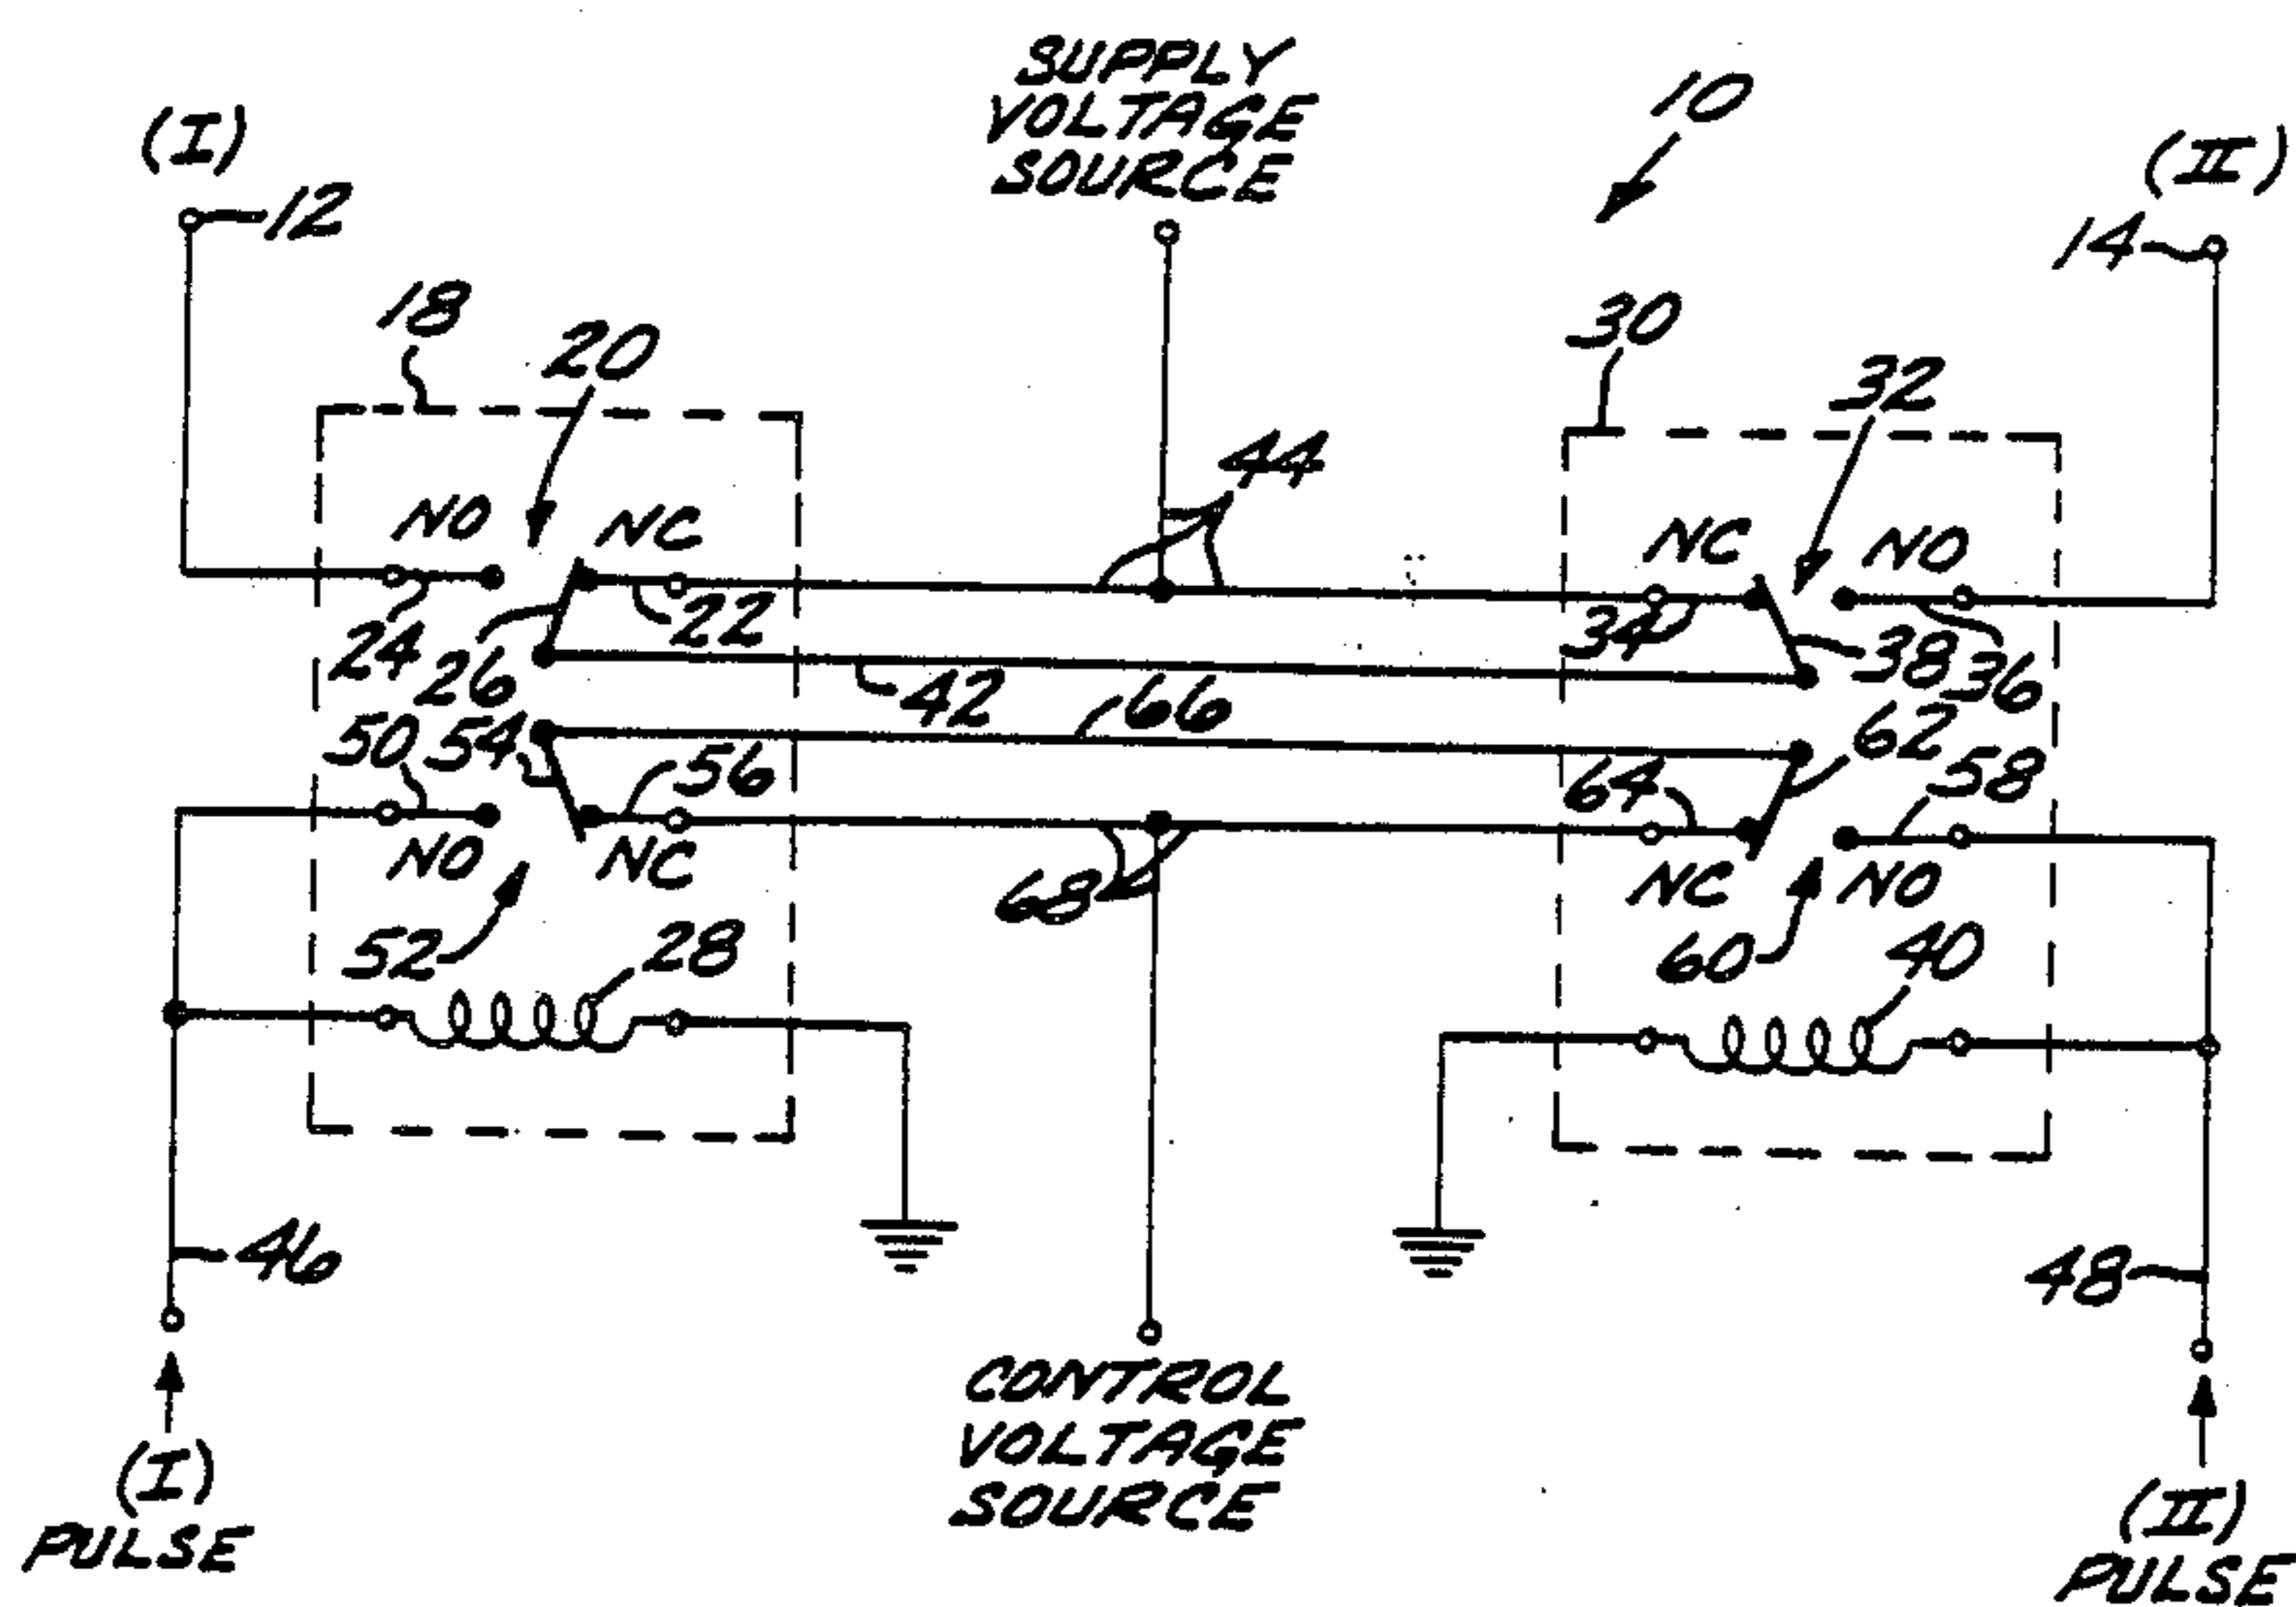 SUPPLY
VOLTAGE
SOURCE
10
(I)
12
(II)
14
18
20
30
32
44
NO
NC
NC
NO
24
26
22
34
38
36
42
66
50
54
56
62
64
58
NO
NC
68
NC
NO
52
28
60
40
46
48
CONTROL
VOLTAGE
SOURCE
(I)
PULSE
(II)
PULSE